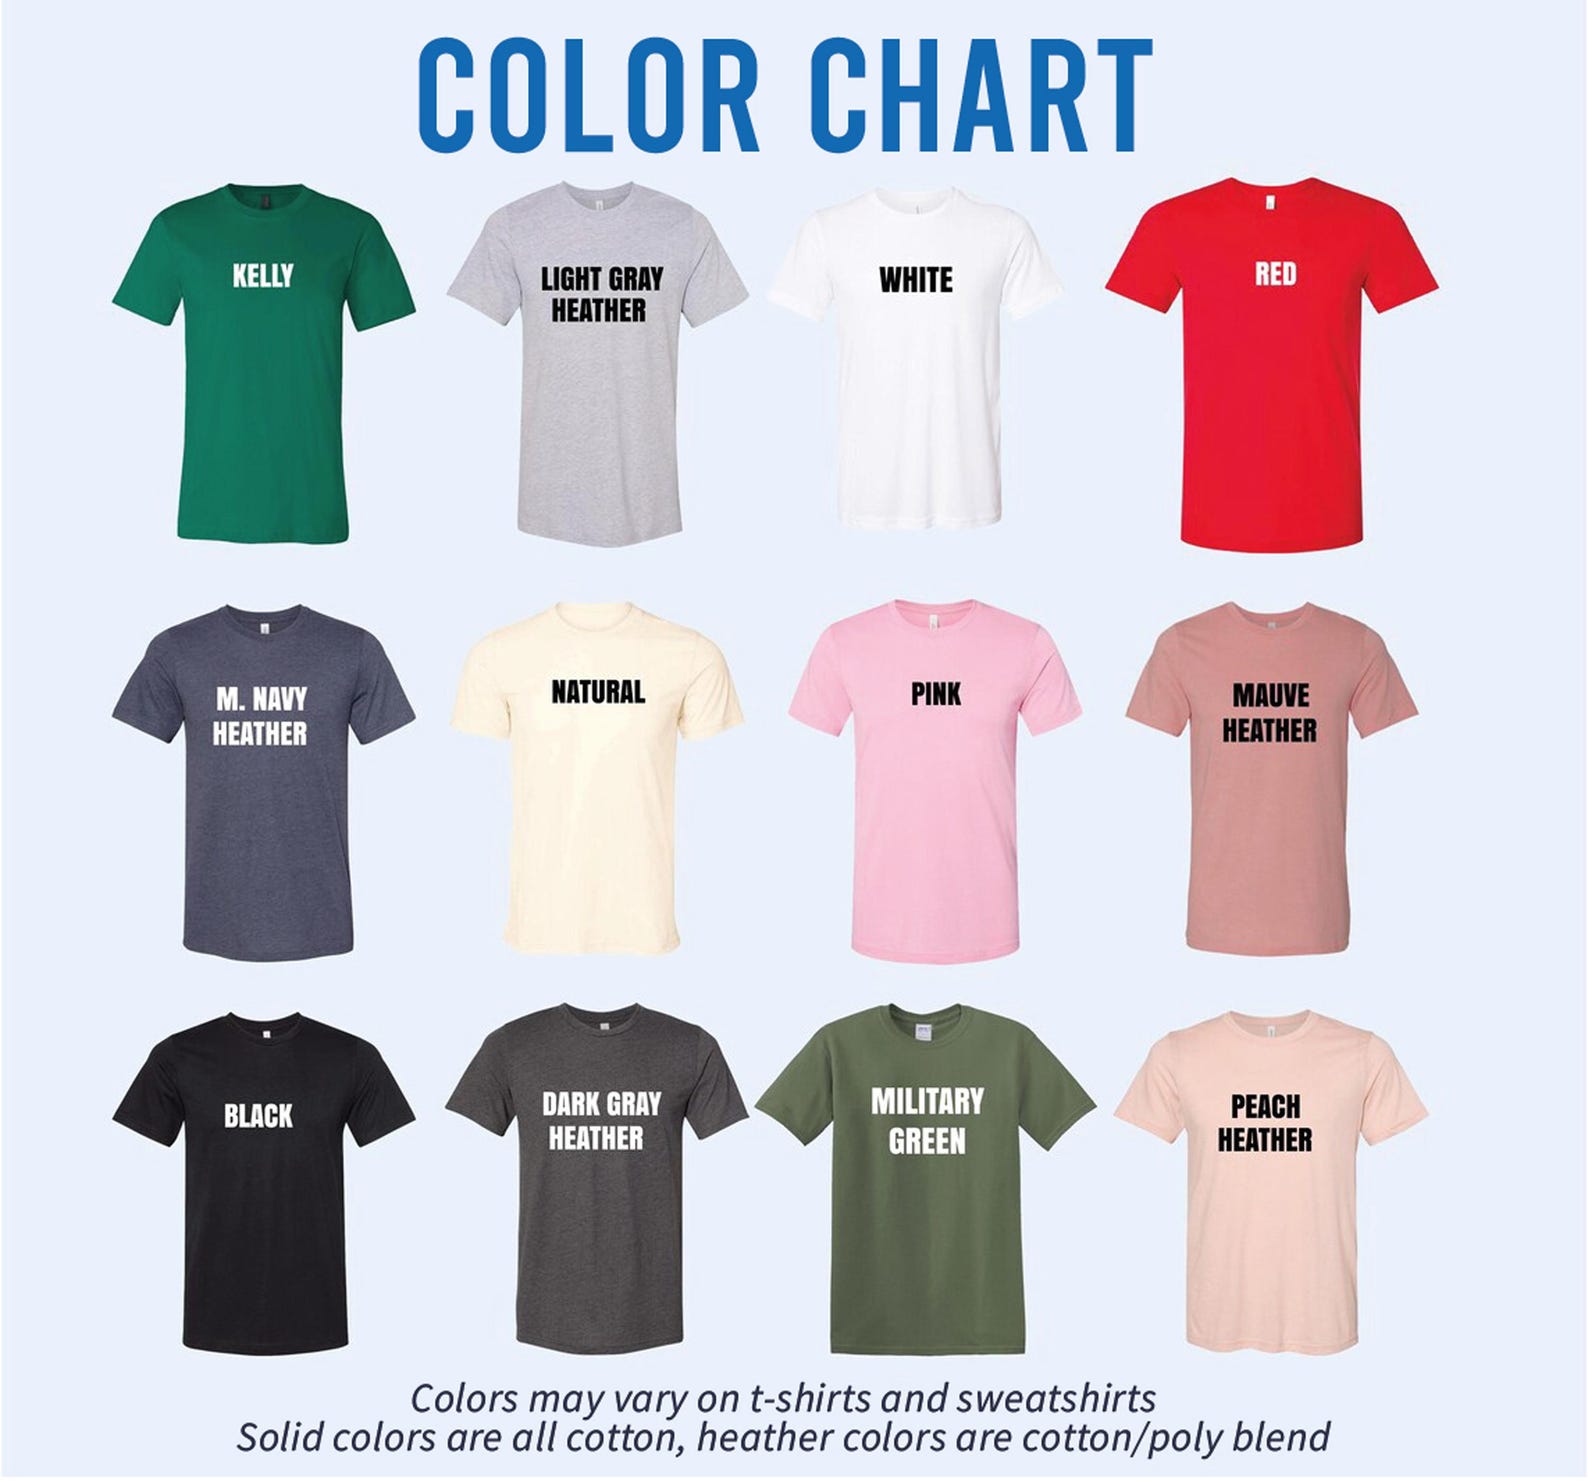 COLOR CHART
KELLY
LIGHT GRAY
HEATHER
WHITE
RED
M. NAVY
HEATHER
NATURAL
PINK
MAUVE
HEATHER
BLACK
DARK GRAY
HEATHER
MILITARY
GREEN
PEACH
HEATHER
Colors may vary on t-shirts and sweatshirts
Solid colors are all cotton, heather colors are cotton/poly blend